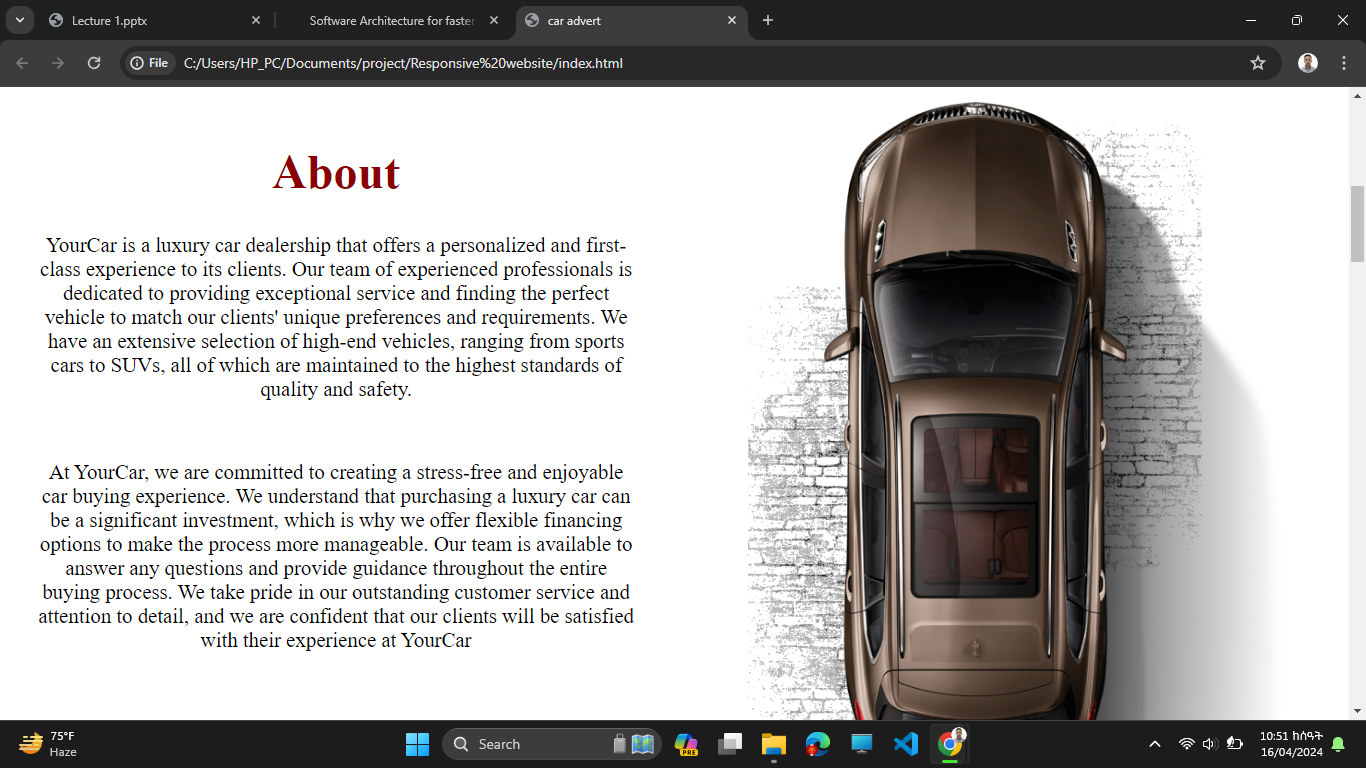 Lecture 1.pptx
Software Architecture for faster
car advert
File
C:/Users/HP_PC/Documents/project/Responsive%20website/index.html
About
YourCar is a luxury car dealership that offers a personalized and first-
class experience to its clients. Our team of experienced professionals is
dedicated to providing exceptional service and finding the perfect
vehicle to match our clients' unique preferences and requirements. We
have an extensive selection of high-end vehicles, ranging from sports
cars to SUVs, all of which are maintained to the highest standards of
quality and safety.
At YourCar, we are committed to creating a stress-free and enjoyable
car buying experience. We understand that purchasing a luxury car can
be a significant investment, which is why we offer flexible financing
options to make the process more manageable. Our team is available to
answer any questions and provide guidance throughout the entire
buying process. We take pride in our outstanding customer service and
attention to detail, and we are confident that our clients will be satisfied
with their experience at YourCar
75°F
Haze
Search
PRE
10:51 ከሰዓት
16/04/2024